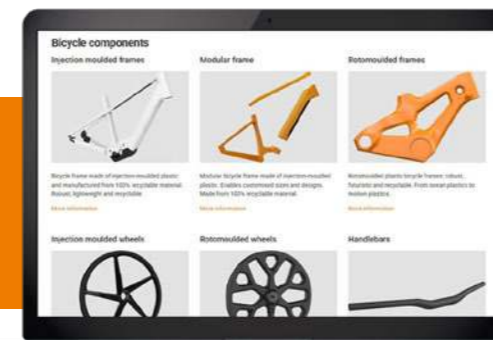 Bicycle components
Injection moulded frames
Modular frame
Rotomoulded frames
Bicycle frame made of injection-moulded plastic
and manufactured from 100% recyclable material.
Robust, lightweight and recyclable.
More information
Modular bicycle frame made of injection-moulded
plastic. Enables customised sizes and designs.
Made from 100% recyclable material.
More information
Rotomoulded plastic bicycle frames: robust,
futuristic and recyclable. From ocean plastics to
motion plastics.
More information
Injection moulded wheels
Rotomoulded wheels
Handlebars